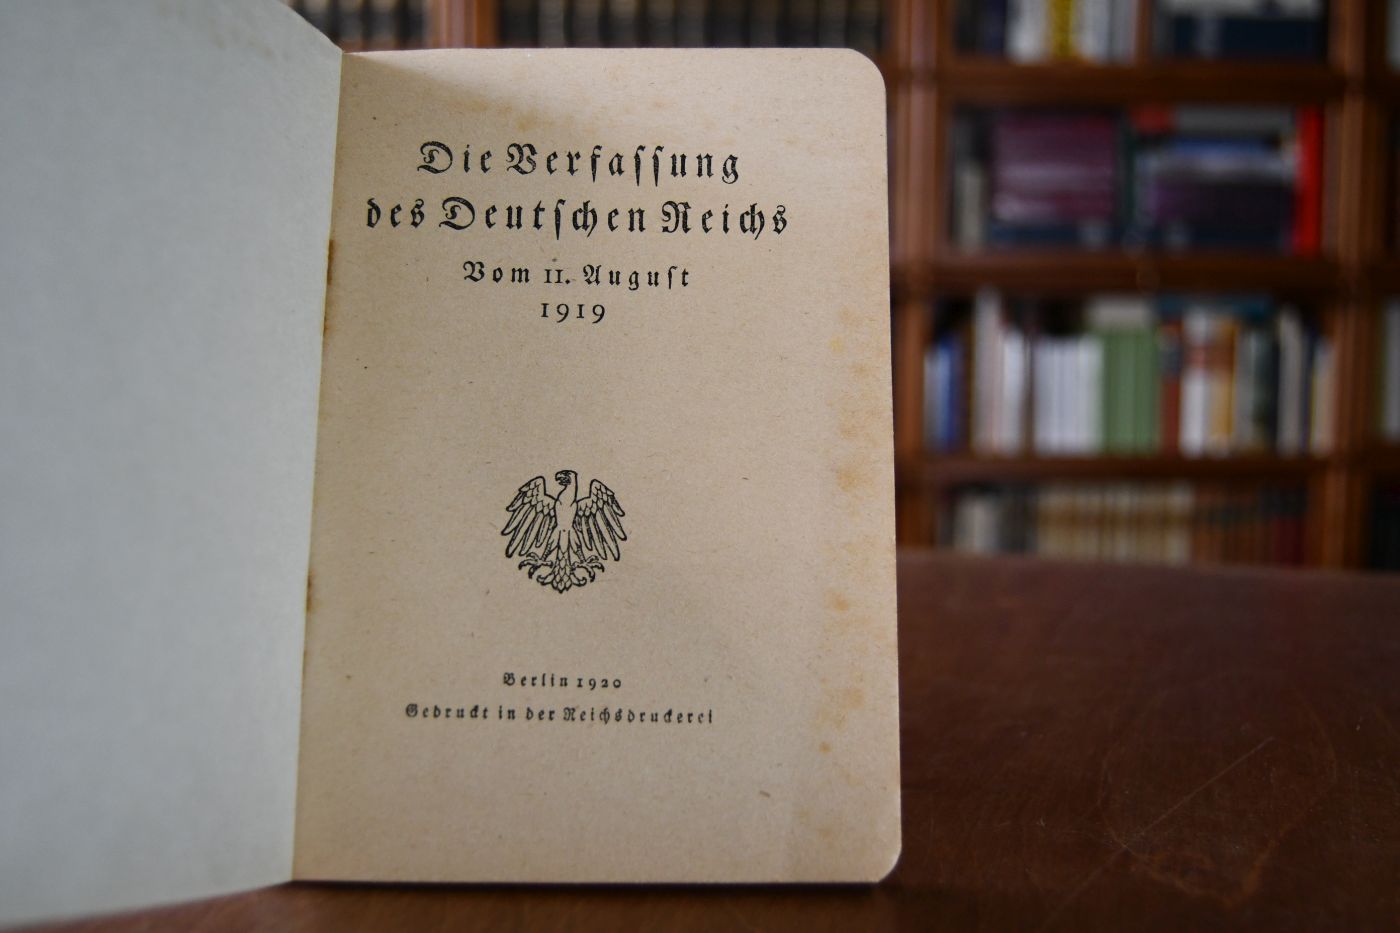 Die Verfaſſung
des Deutſchen Reichs
Vom 11. Auguſt
1919
Berlin 1920
Gedruckt in der Reichsdruckerei